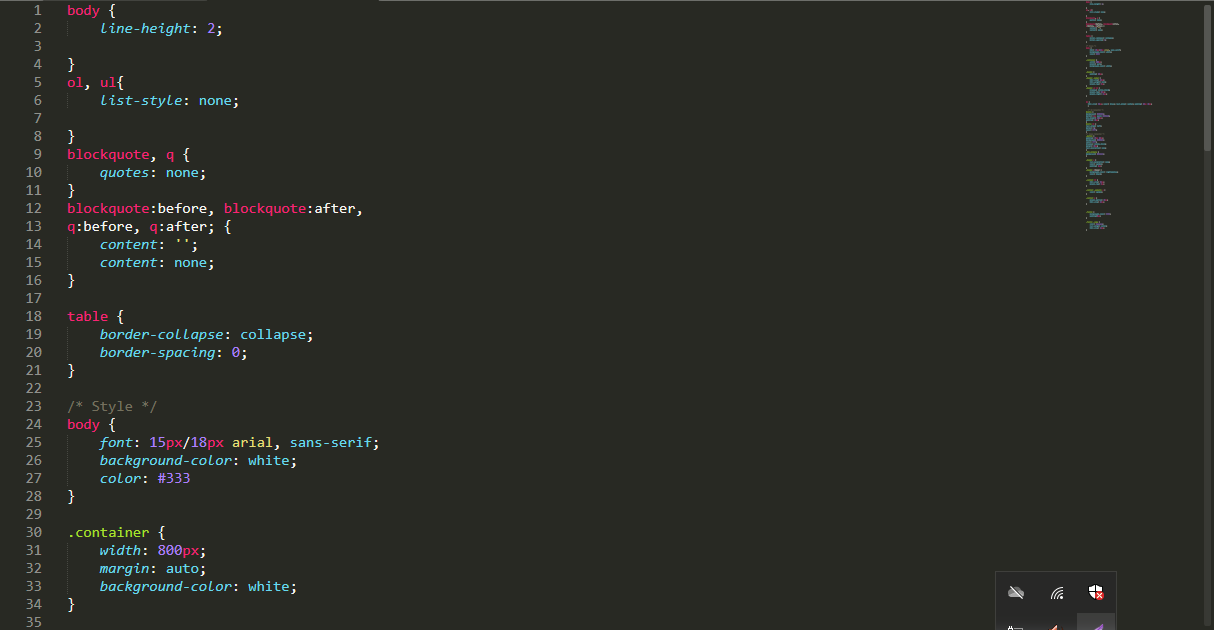 1 body {
2     line-height: 2;
3
4 }
5 ol, ul{
6     list-style: none;
7
8 }
9 blockquote, q {
10     quotes: none;
11 }
12 blockquote:before, blockquote:after,
13 q:before, q:after; {
14     content: '';
15     content: none;
16 }
17
18 table {
19     border-collapse: collapse;
20     border-spacing: 0;
21 }
22
23 /* Style */
24 body {
25     font: 15px/18px arial, sans-serif;
26     background-color: white;
27     color: #333
28 }
29
30 .container {
31     width: 800px;
32     margin: auto;
33     background-color: white;
34 }
35